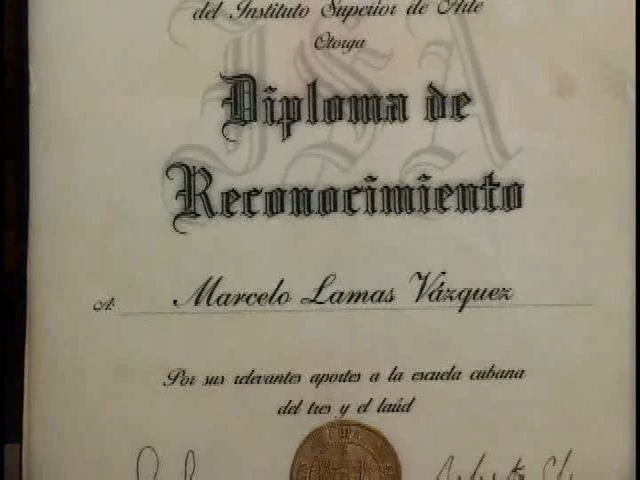 del Instituto Superior de Arte
Otorga
Diploma de
Reconocimiento
A: Marcelo Lamas Vázquez
Por sus relevantes aportes a la escuela cubana
del tres y el laúd
CUBA